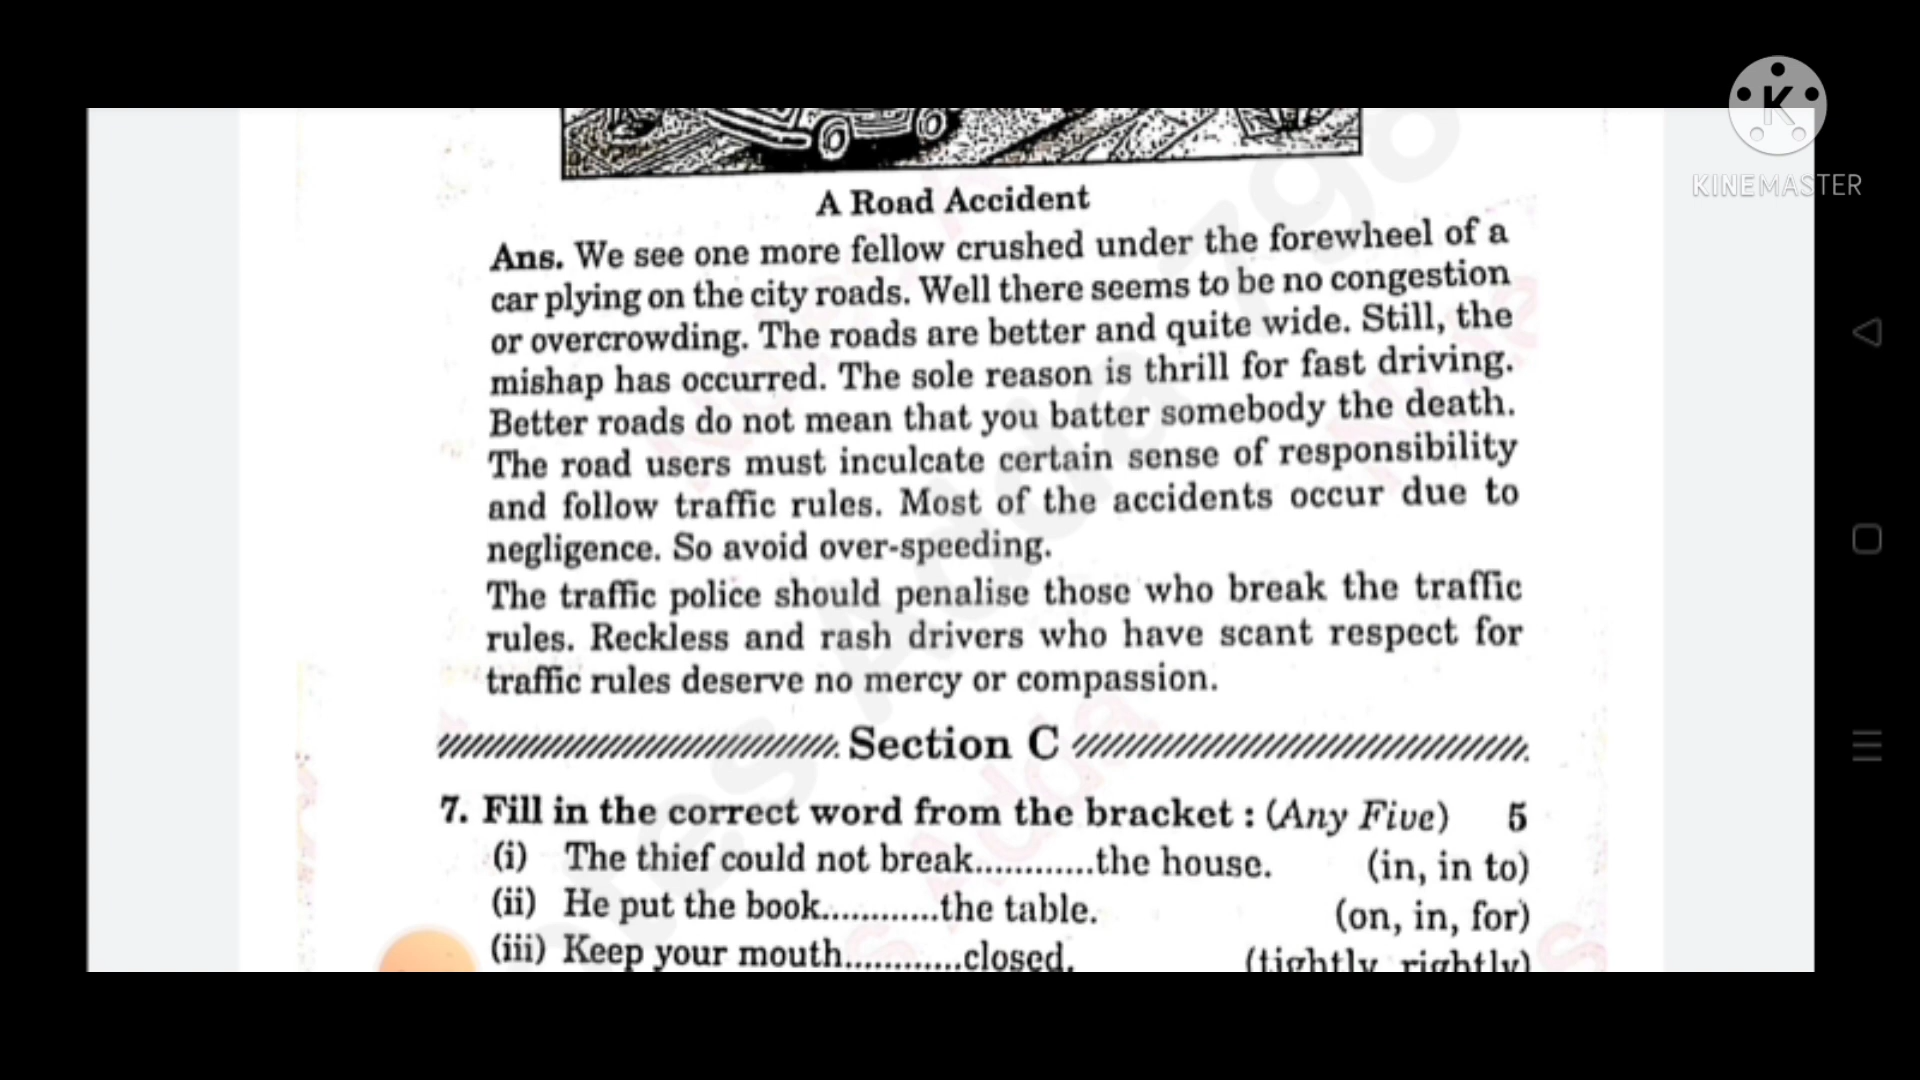 KINEMASTER
A Road Accident
Ans. We see one more fellow crushed under the forewheel of a
car plying on the city roads. Well there seems to be no congestion
or overcrowding. The roads are better and quite wide. Still, the
mishap has occurred. The sole reason is thrill for fast driving.
Better roads do not mean that you batter somebody the death.
The road users must inculcate certain sense of responsibility
and follow traffic rules. Most of the accidents occur due to
negligence. So avoid over-speeding.
The traffic police should penalise those who break the traffic
rules. Reckless and rash drivers who have scant respect for
traffic rules deserve no mercy or compassion.
Section C
7. Fill in the correct word from the bracket : (Any Five) 5
(i) The thief could not break............the house. (in, in to)
(ii) He put the book............the table. (on, in, for)
(iii) Keep your mouth............closed. (tightly, rightly)